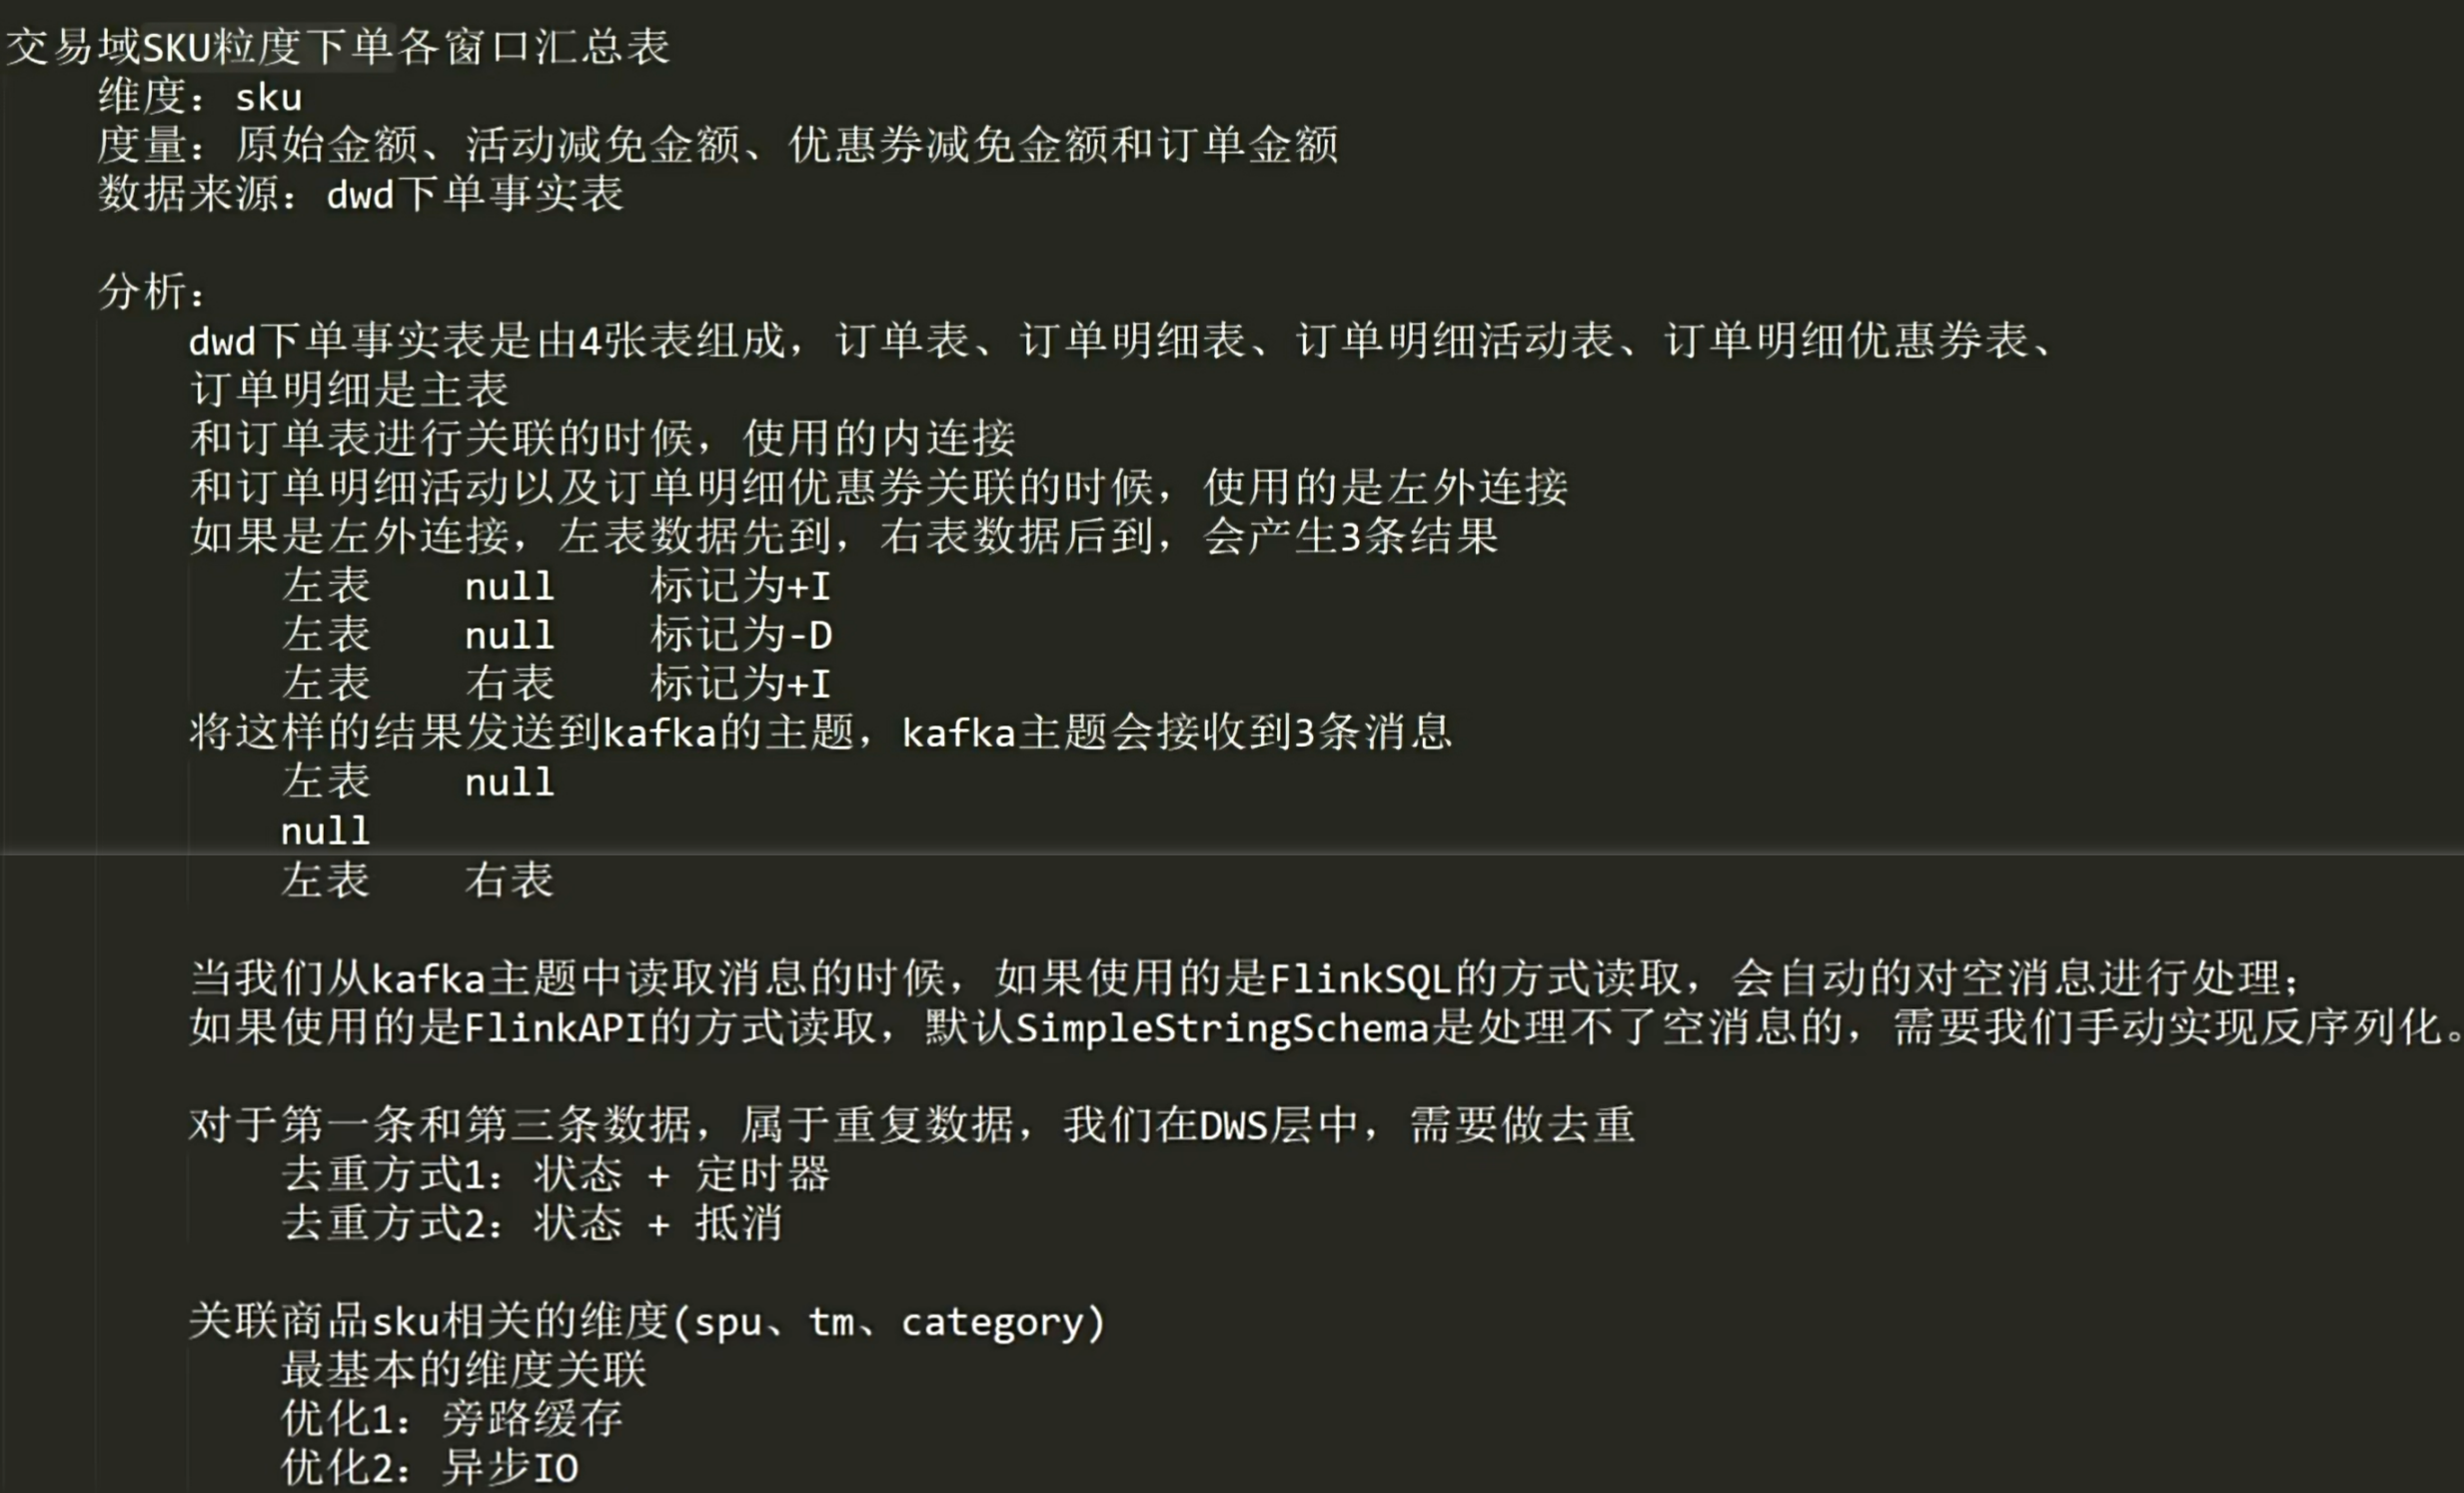 交易域SKU粒度下单各窗口汇总表
维度：sku
度量：原始金额、活动减免金额、优惠券减免金额和订单金额
数据来源：dwd下单事实表
分析：
dwd下单事实表是由4张表组成，订单表、订单明细表、订单明细活动表、订单明细优惠券表、
订单明细是主表
和订单表进行关联的时候，使用的内连接
和订单明细活动以及订单明细优惠券关联的时候，使用的是左外连接
如果是左外连接，左表数据先到，右表数据后到，会产生3条结果
左表 null 标记为+I
左表 null 标记为-D
左表 右表 标记为+I
将这样的结果发送到kafka的主题，kafka主题会接收到3条消息
左表 null
null
左表 右表
当我们从kafka主题中读取消息的时候，如果使用的是FlinkSQL的方式读取，会自动的对空消息进行处理；
如果使用的是FlinkAPI的方式读取，默认SimpleStringSchema是处理不了空消息的，需要我们手动实现反序列化。
对于第一条和第三条数据，属于重复数据，我们在DWS层中，需要做去重
去重方式1：状态 + 定时器
去重方式2：状态 + 抵消
关联商品sku相关的维度(spu、tm、category)
最基本的维度关联
优化1：旁路缓存
优化2：异步IO